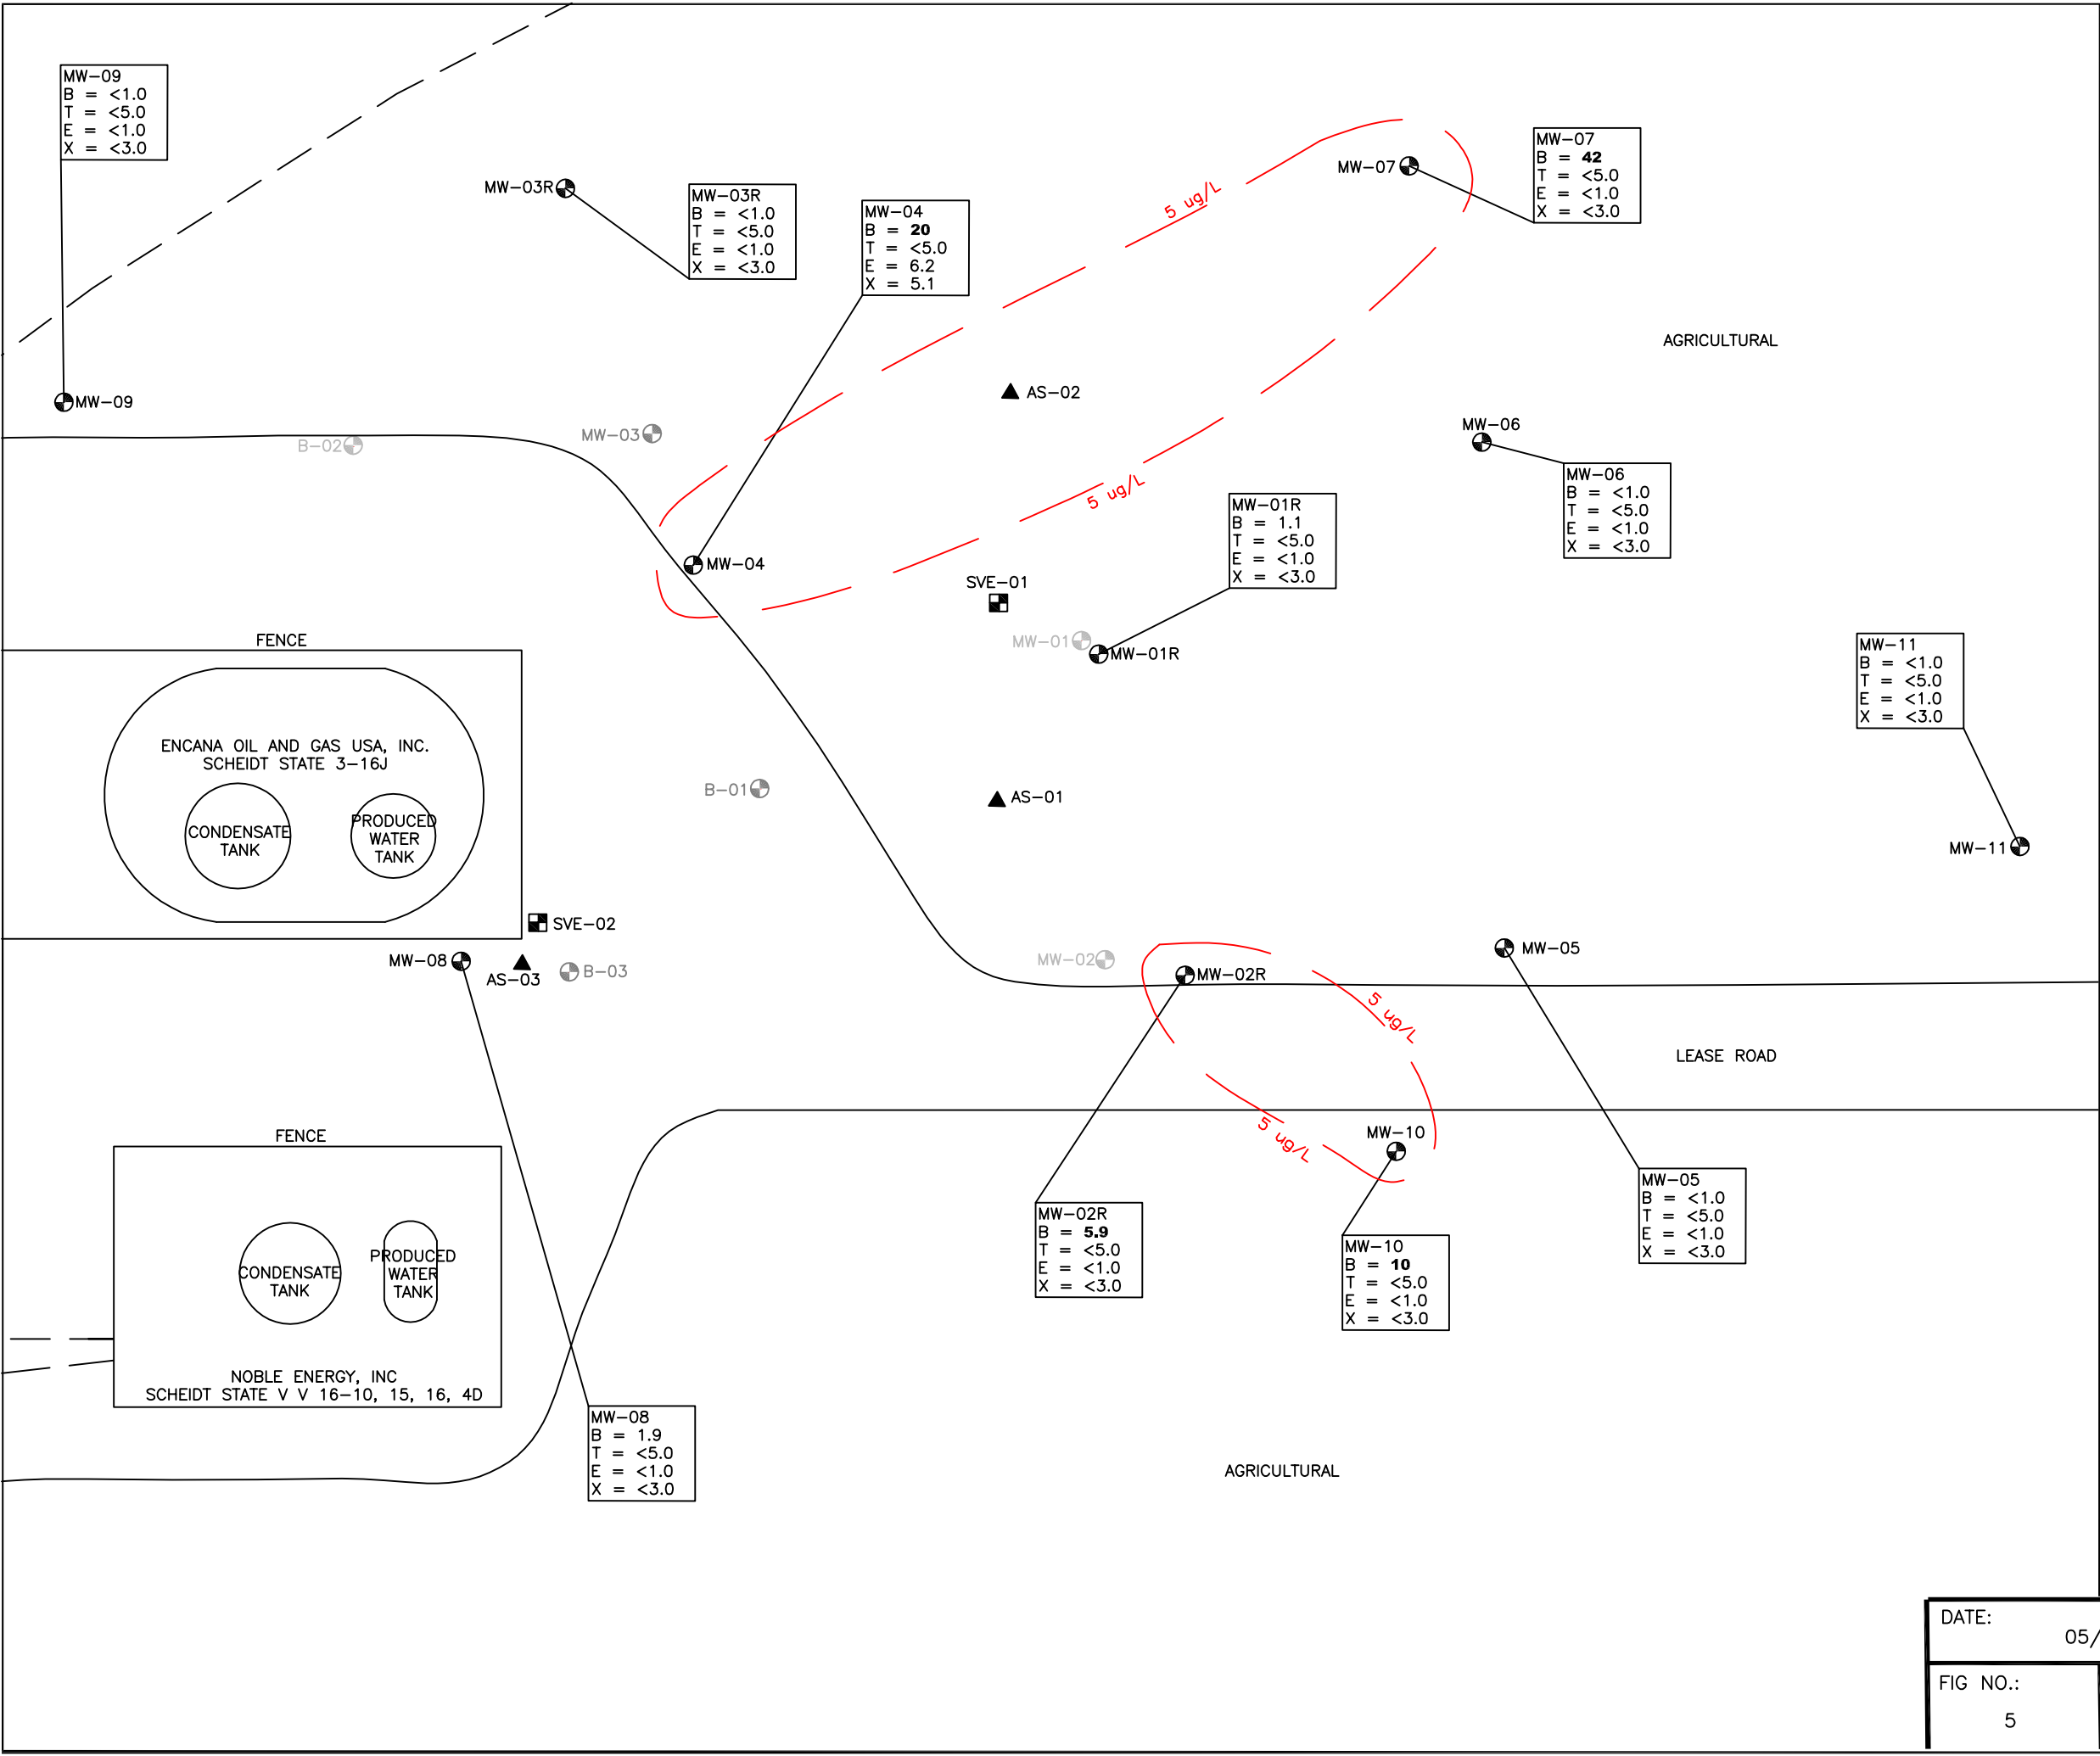 MW-09
B = <1.0
T = <5.0
E = <1.0
X = <3.0
MW-07
MW-07
B = 42
T = <5.0
E = <1.0
X = <3.0
MW-03R
MW-03R
B = <1.0
T = <5.0
E = <1.0
X = <3.0
MW-04
B = 20
T = <5.0
E = 6.2
X = 5.1
5 ug/L
AGRICULTURAL
AS-02
MW-09
B-02
MW-03
MW-06
MW-06
B = <1.0
T = <5.0
E = <1.0
X = <3.0
5 ug/L
MW-01R
B = 1.1
T = <5.0
E = <1.0
X = <3.0
MW-04
SVE-01
MW-01
MW-01R
FENCE
MW-11
B = <1.0
T = <5.0
E = <1.0
X = <3.0
ENCANA OIL AND GAS USA, INC.
SCHEIDT STATE 3-16J
CONDENSATE
TANK
PRODUCED
WATER
TANK
B-01
AS-01
MW-11
SVE-02
MW-08
AS-03
B-03
MW-02
MW-02R
MW-05
5 ug/L
LEASE ROAD
5 ug/L
MW-10
FENCE
MW-05
B = <1.0
T = <5.0
E = <1.0
X = <3.0
MW-02R
B = 5.9
T = <5.0
E = <1.0
X = <3.0
MW-10
B = 10
T = <5.0
E = <1.0
X = <3.0
CONDENSATE
TANK
PRODUCED
WATER
TANK
NOBLE ENERGY, INC
SCHEIDT STATE V V 16-10, 15, 16, 4D
MW-08
B = 1.9
T = <5.0
E = <1.0
X = <3.0
AGRICULTURAL
DATE:
05/
FIG NO.:
5